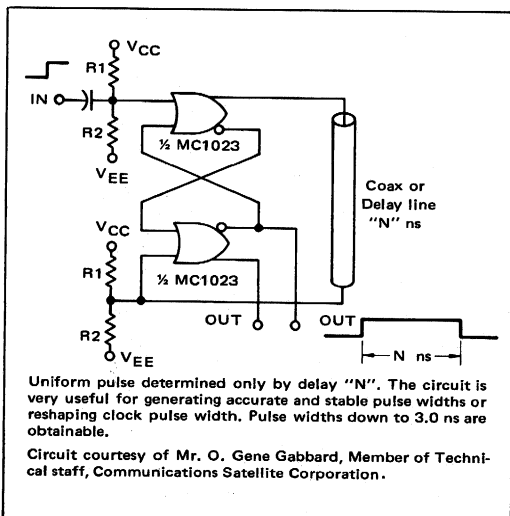 VCC
R1
IN
R2
½ MC1023
VEE
Coax or
Delay line
"N" ns
VCC
R1
½ MC1023
R2
OUT
OUT
VEE
N ns
Uniform pulse determined only by delay "N". The circuit is
very useful for generating accurate and stable pulse widths or
reshaping clock pulse width. Pulse widths down to 3.0 ns are
obtainable.
Circuit courtesy of Mr. O. Gene Gabbard, Member of Techni-
cal staff, Communications Satellite Corporation.